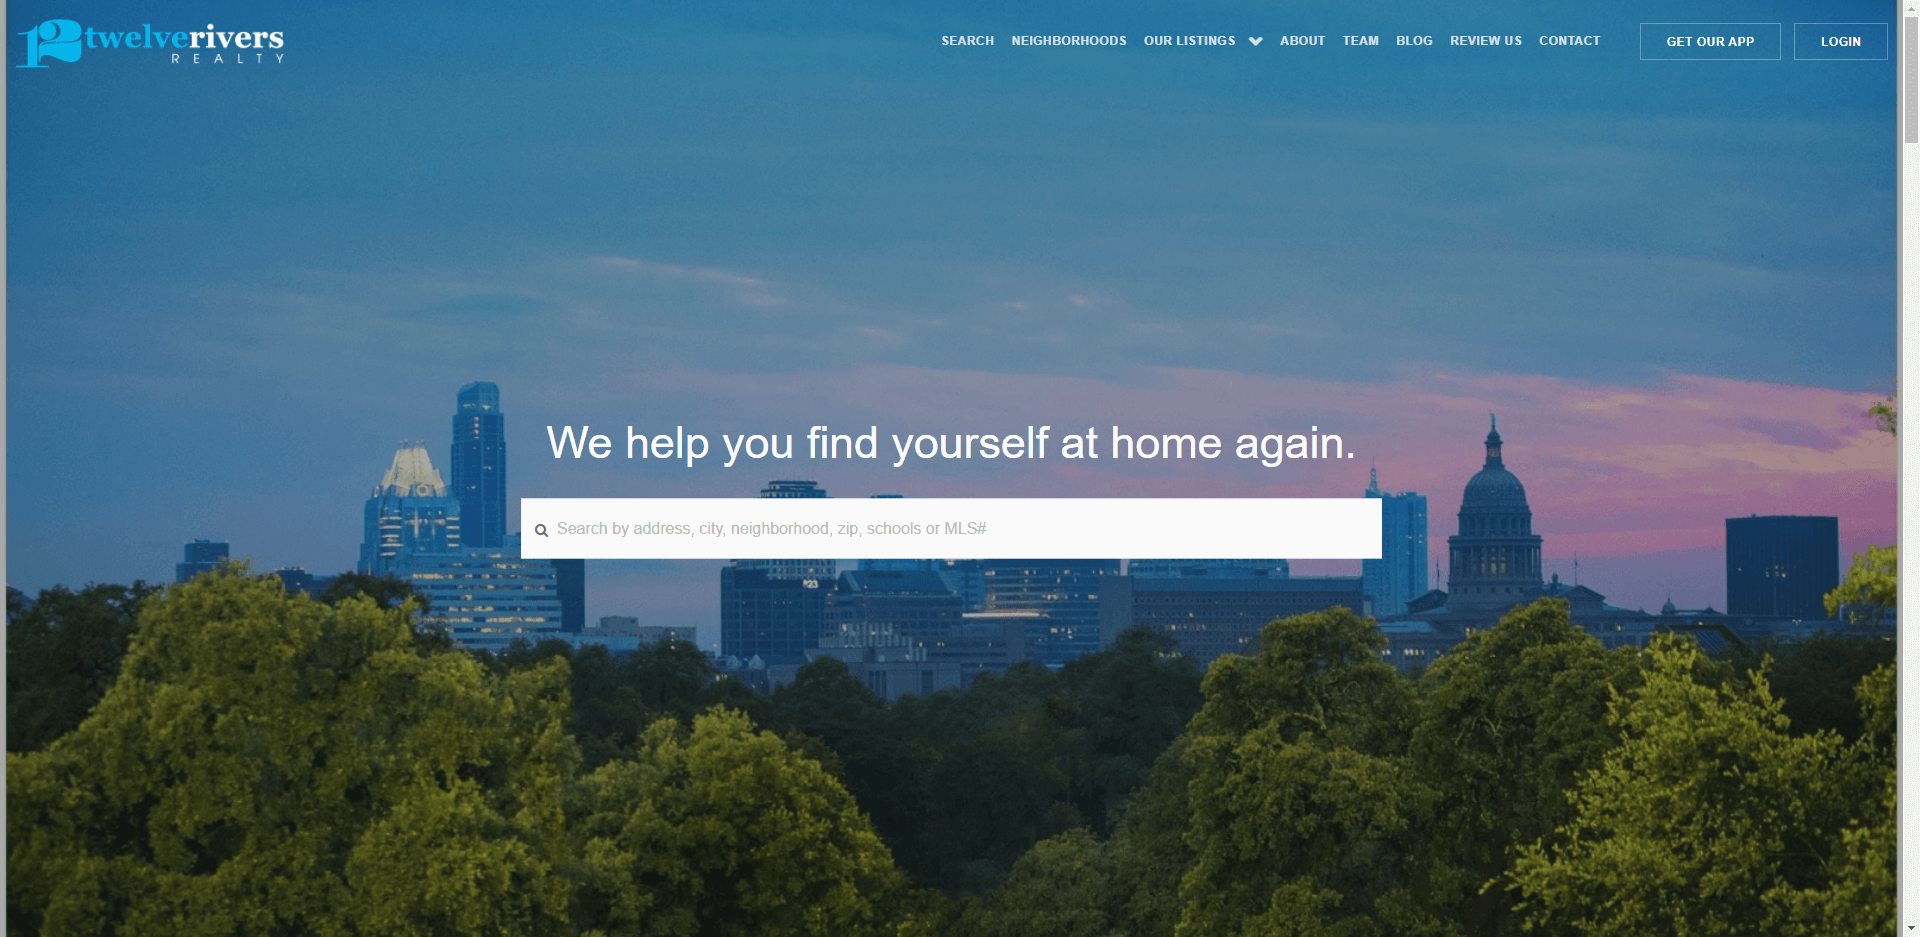 12 twelverivers
REALTY
SEARCH NEIGHBORHOODS OUR LISTINGS ABOUT TEAM BLOG REVIEW US CONTACT GET OUR APP LOGIN
We help you find yourself at home again.
Search by address, city, neighborhood, zip, schools or MLS#